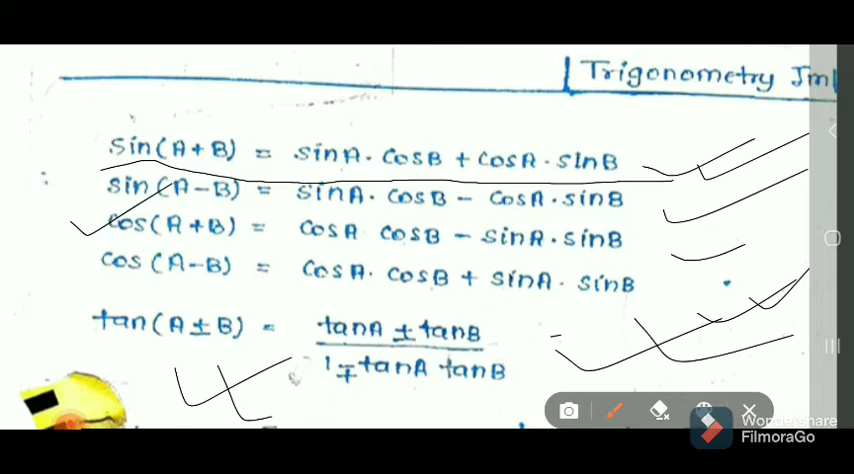 Trigonometry Jm
sin(A+B) = sinA · cosB + cosA · sinB
sin(A-B) = sinA · cosB - cosA · sinB
cos(A+B) = cosA cosB - sinA · sinB
cos(A-B) = cosA · cosB + sinA · sinB
tan(A±B) = tanA ± tanB
1∓tanA tanB
Wondershare
FilmoraGo